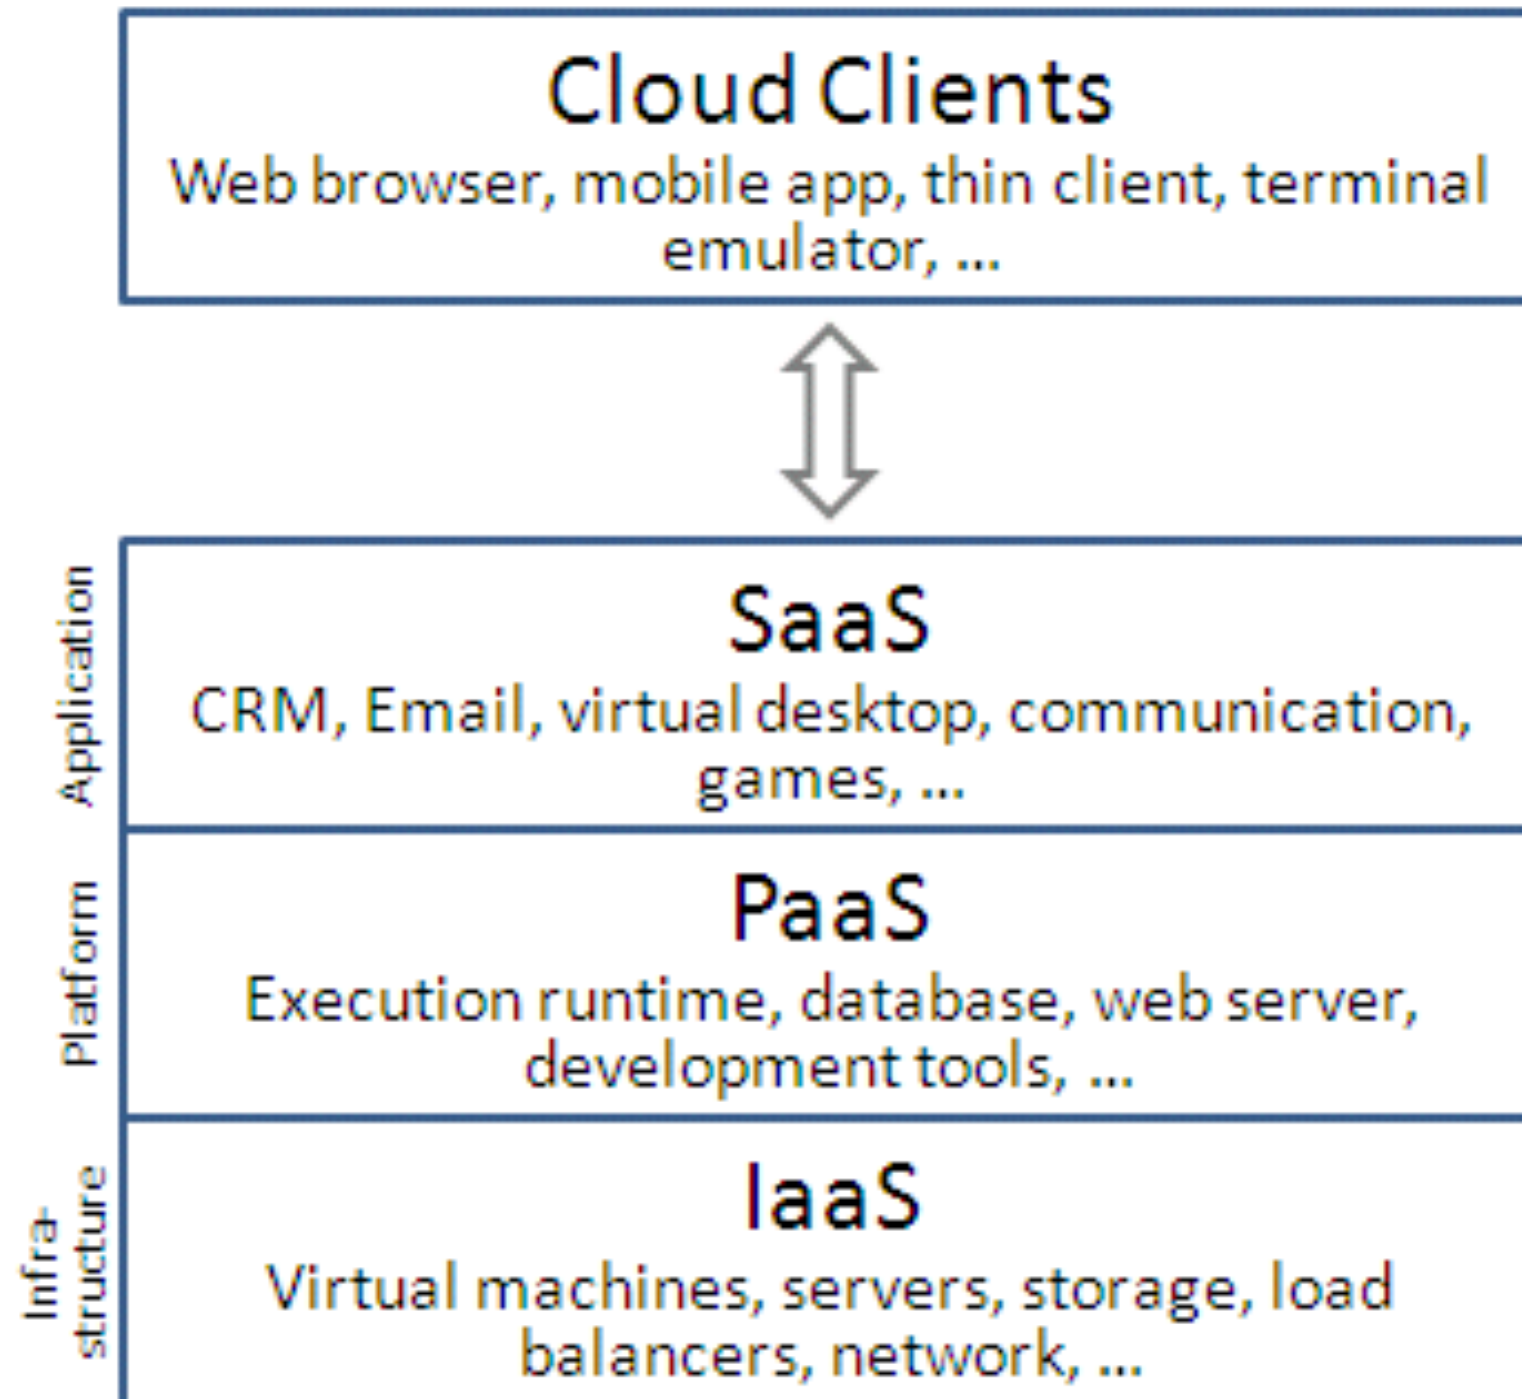 Cloud Clients
Web browser, mobile app, thin client, terminal
emulator, ...
Application
SaaS
CRM, Email, virtual desktop, communication,
games, ...
Platform
PaaS
Execution runtime, database, web server,
development tools, ...
Infra-
structure
IaaS
Virtual machines, servers, storage, load
balancers, network, ...